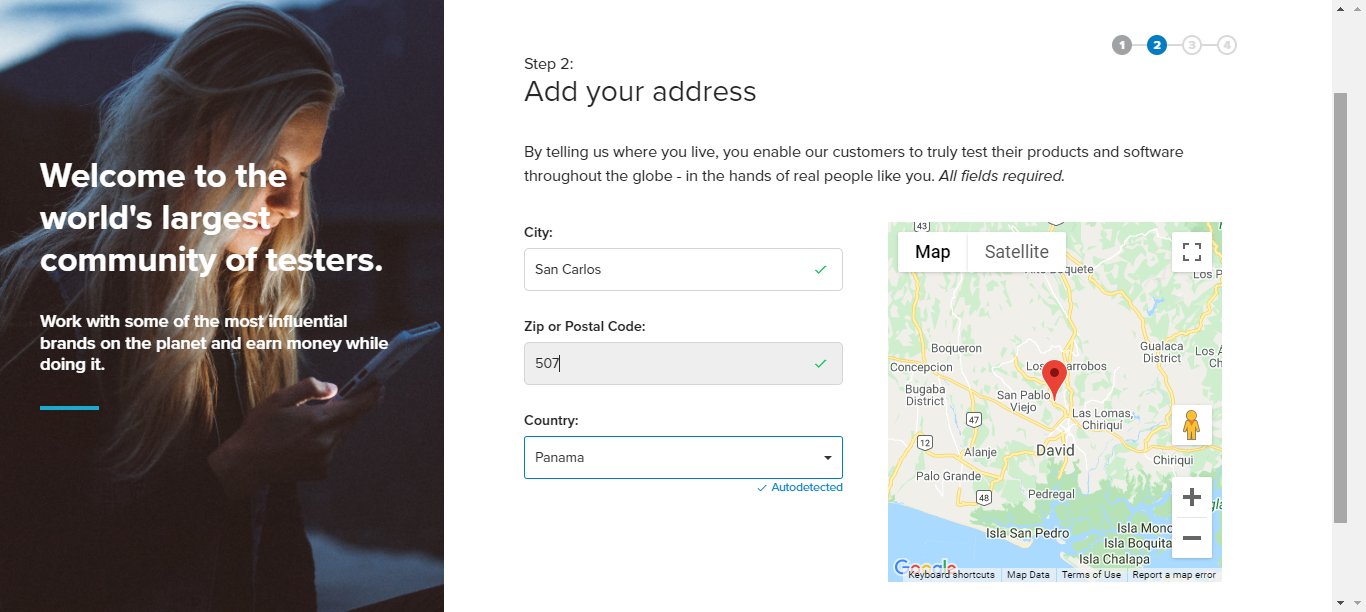 Welcome to the
world's largest
community of testers.
Work with some of the most influential
brands on the planet and earn money while
doing it.
1 2 3 4
Step 2:
Add your address
By telling us where you live, you enable our customers to truly test their products and software
throughout the globe - in the hands of real people like you. All fields required.
City:
San Carlos
Zip or Postal Code:
507
Country:
Panama
Autodetected
43
Map Satellite
Boquete
Los P
Boqueron
Gualaca
District
Los A
Concepcion
Bugaba
District
San Pablo
Viejo
47
Las Lomas,
Chiriquí
12
Alanje
David
Chiriqui
Palo Grande
48
Pedregal
Isla San Pedro
Isla Mono
Isla Boquita
Isla Chalapa
Google
Keyboard shortcuts Map Data Terms of Use Report a map error